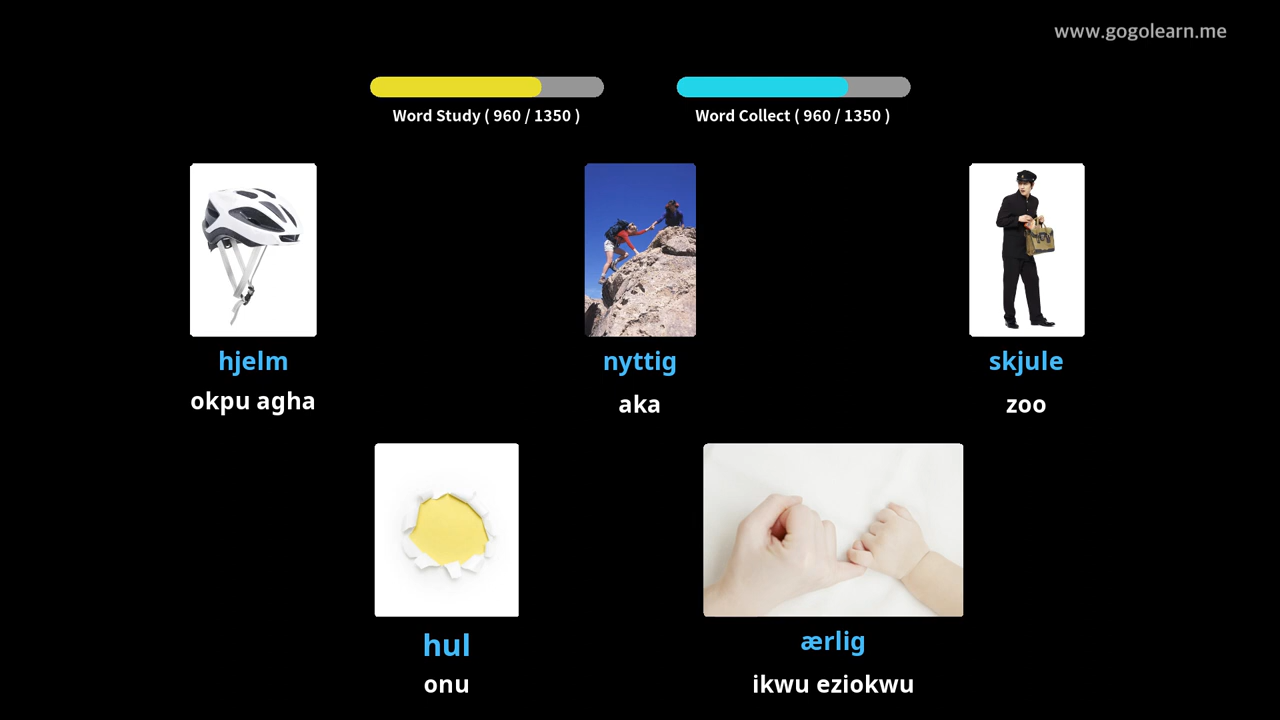 www.gogolearn.me
Word Study ( 960 / 1350 )
Word Collect ( 960 / 1350 )
hjelm
okpu agha
nyttig
aka
skjule
zoo
hul
onu
ærlig
ikwu eziokwu